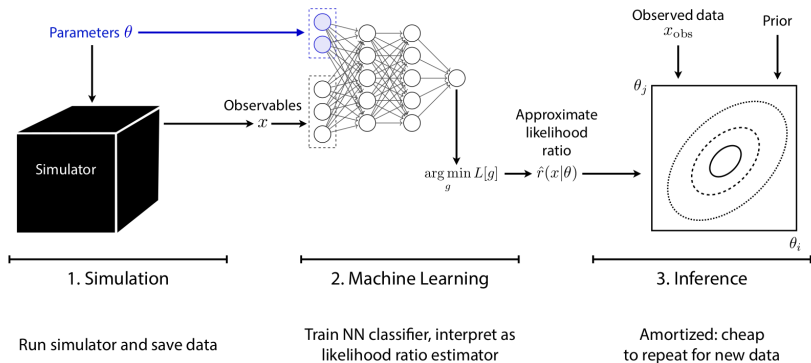 Parameters θ
Simulator
Observables
x
arg min L[g]
g
Approximate
likelihood
ratio
r̂(x|θ)
Observed data
x_obs
Prior
θ_j
θ_i
1. Simulation
2. Machine Learning
3. Inference
Run simulator and save data
Train NN classifier, interpret as
likelihood ratio estimator
Amortized: cheap
to repeat for new data